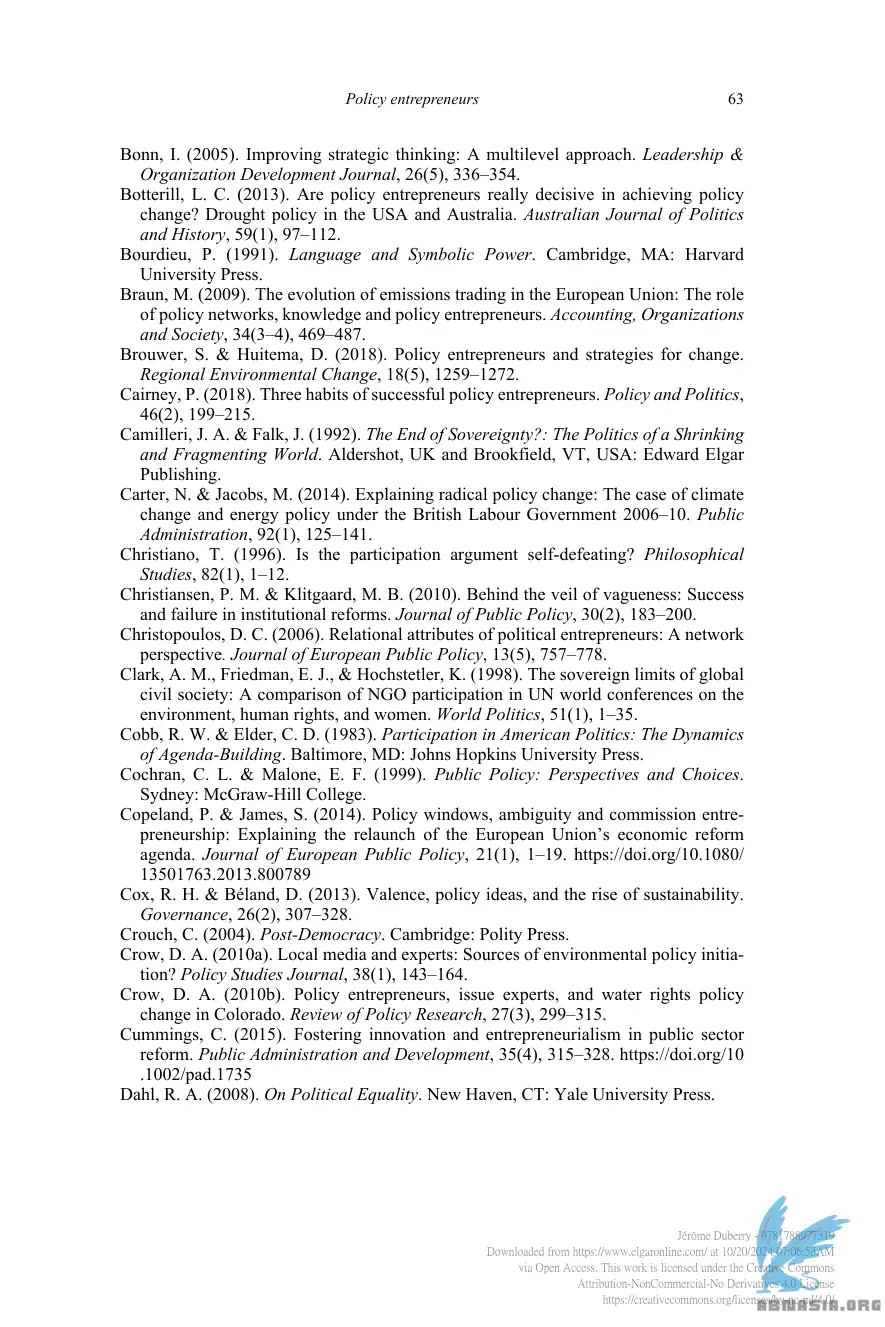 Policy entrepreneurs 63
Bonn, I. (2005). Improving strategic thinking: A multilevel approach. Leadership &
Organization Development Journal, 26(5), 336–354.
Botterill, L. C. (2013). Are policy entrepreneurs really decisive in achieving policy
change? Drought policy in the USA and Australia. Australian Journal of Politics
and History, 59(1), 97–112.
Bourdieu, P. (1991). Language and Symbolic Power. Cambridge, MA: Harvard
University Press.
Braun, M. (2009). The evolution of emissions trading in the European Union: The role
of policy networks, knowledge and policy entrepreneurs. Accounting, Organizations
and Society, 34(3–4), 469–487.
Brouwer, S. & Huitema, D. (2018). Policy entrepreneurs and strategies for change.
Regional Environmental Change, 18(5), 1259–1272.
Cairney, P. (2018). Three habits of successful policy entrepreneurs. Policy and Politics,
46(2), 199–215.
Camilleri, J. A. & Falk, J. (1992). The End of Sovereignty?: The Politics of a Shrinking
and Fragmenting World. Aldershot, UK and Brookfield, VT, USA: Edward Elgar
Publishing.
Carter, N. & Jacobs, M. (2014). Explaining radical policy change: The case of climate
change and energy policy under the British Labour Government 2006–10. Public
Administration, 92(1), 125–141.
Christiano, T. (1996). Is the participation argument self-defeating? Philosophical
Studies, 82(1), 1–12.
Christiansen, P. M. & Klitgaard, M. B. (2010). Behind the veil of vagueness: Success
and failure in institutional reforms. Journal of Public Policy, 30(2), 183–200.
Christopoulos, D. C. (2006). Relational attributes of political entrepreneurs: A network
perspective. Journal of European Public Policy, 13(5), 757–778.
Clark, A. M., Friedman, E. J., & Hochstetler, K. (1998). The sovereign limits of global
civil society: A comparison of NGO participation in UN world conferences on the
environment, human rights, and women. World Politics, 51(1), 1–35.
Cobb, R. W. & Elder, C. D. (1983). Participation in American Politics: The Dynamics
of Agenda-Building. Baltimore, MD: Johns Hopkins University Press.
Cochran, C. L. & Malone, E. F. (1999). Public Policy: Perspectives and Choices.
Sydney: McGraw-Hill College.
Copeland, P. & James, S. (2014). Policy windows, ambiguity and commission entre-
preneurship: Explaining the relaunch of the European Union’s economic reform
agenda. Journal of European Public Policy, 21(1), 1–19. https://doi.org/10.1080/
13501763.2013.800789
Cox, R. H. & Béland, D. (2013). Valence, policy ideas, and the rise of sustainability.
Governance, 26(2), 307–328.
Crouch, C. (2004). Post-Democracy. Cambridge: Polity Press.
Crow, D. A. (2010a). Local media and experts: Sources of environmental policy initia-
tion? Policy Studies Journal, 38(1), 143–164.
Crow, D. A. (2010b). Policy entrepreneurs, issue experts, and water rights policy
change in Colorado. Review of Policy Research, 27(3), 299–315.
Cummings, C. (2015). Fostering innovation and entrepreneurialism in public sector
reform. Public Administration and Development, 35(4), 315–328. https://doi.org/10
.1002/pad.1735
Dahl, R. A. (2008). On Political Equality. New Haven, CT: Yale University Press.
Jérôme Duberry - 9781788977319
Downloaded from https://www.elgaronline.com/ at 10/20/2024 07:06:53AM
via Open Access. This work is licensed under the Creative Commons
Attribution-NonCommercial-No Derivatives 4.0 License
ABTNASIA.ORG